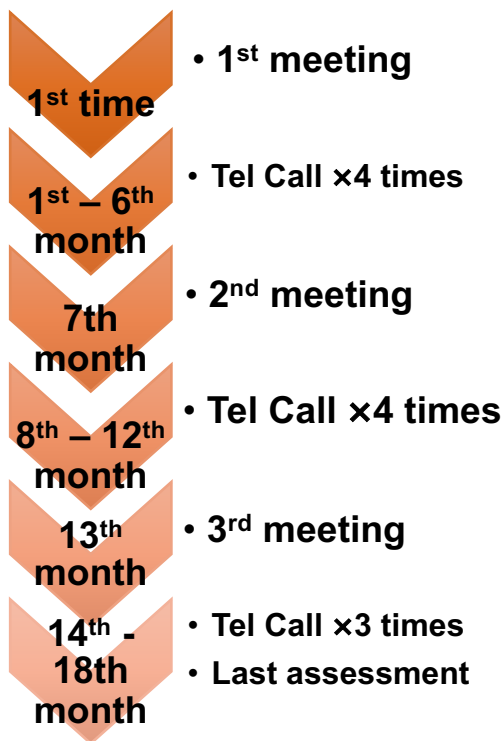 • 1st meeting
1st time
• Tel Call ×4 times
1st – 6th
month
• 2nd meeting
7th
month
• Tel Call ×4 times
8th – 12th
month
• 3rd meeting
13th
month
• Tel Call ×3 times
14th -
• Last assessment
18th
month